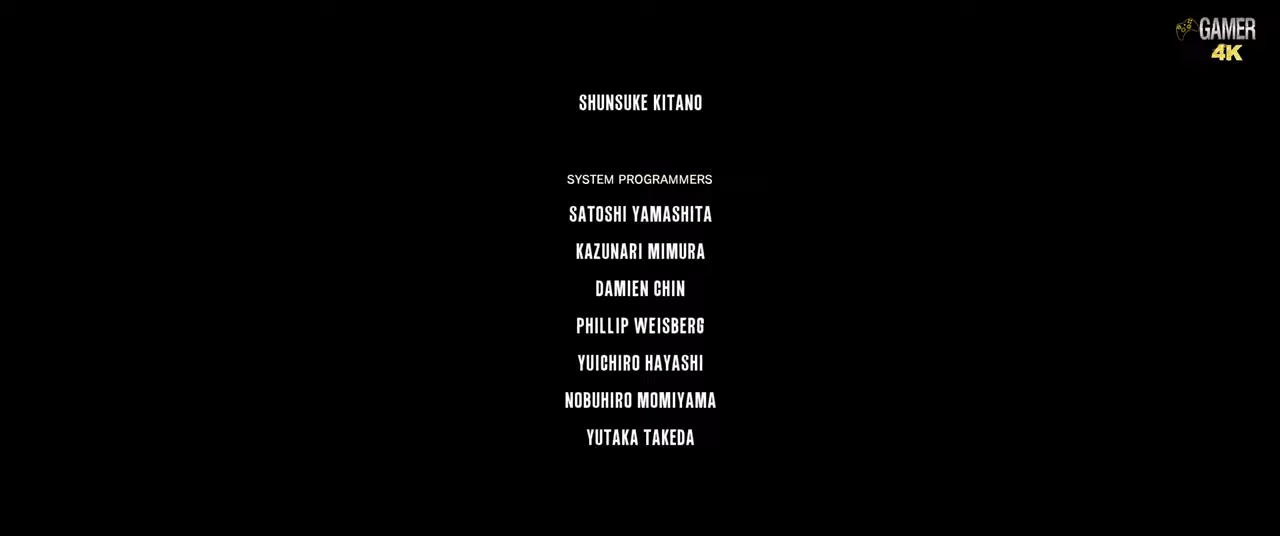 GAMER
4K
SHUNSUKE KITANO
SYSTEM PROGRAMMERS
SATOSHI YAMASHITA
KAZUNARI MIMURA
DAMIEN CHIN
PHILLIP WEISBERG
YUICHIRO HAYASHI
NOBUHIRO MOMIYAMA
YUTAKA TAKEDA